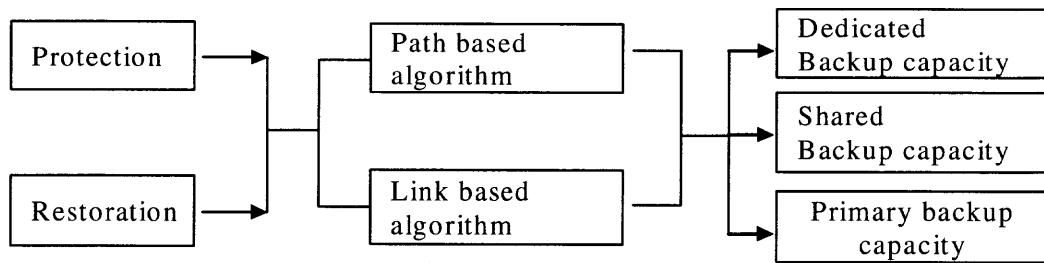 Protection
Restoration
Path based
algorithm
Link based
algorithm
Dedicated
Backup capacity
Shared
Backup capacity
Primary backup
capacity